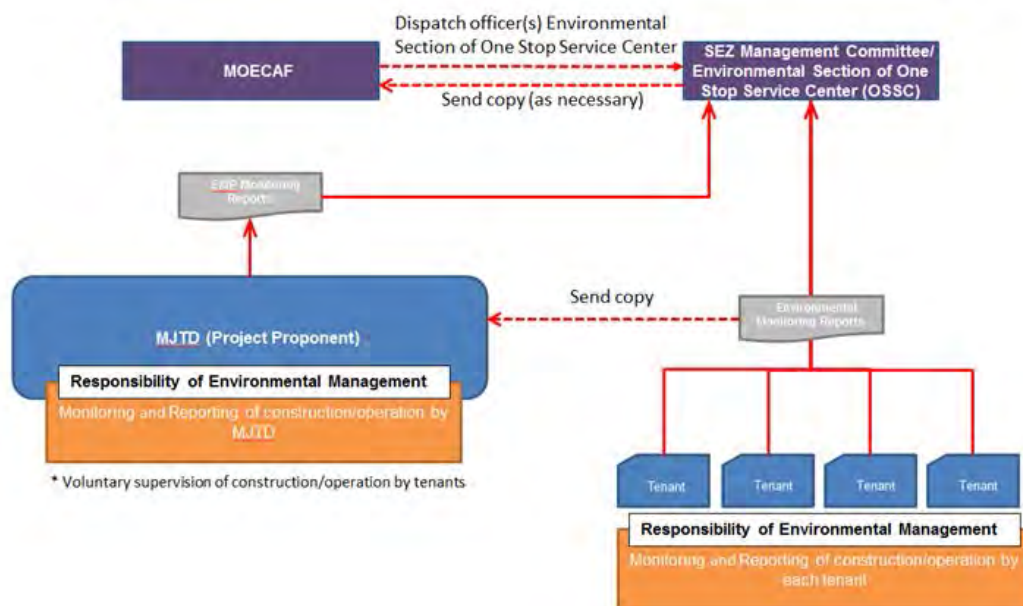 Dispatch officer(s) Environmental
Section of One Stop Service Center
MOECAF
SEZ Management Committee/
Environmental Section of One
Stop Service Center (OSSC)
Send copy (as necessary)
EMP Monitoring
Reports
Send copy
Environmental
Monitoring Reports
MJTD (Project Proponent)
Responsibility of Environmental Management
Monitoring and Reporting of construction/operation by
MJTD
* Voluntary supervision of construction/operation by tenants
Tenant
Tenant
Tenant
Tenant
Responsibility of Environmental Management
Monitoring and Reporting of construction/operation by
each tenant